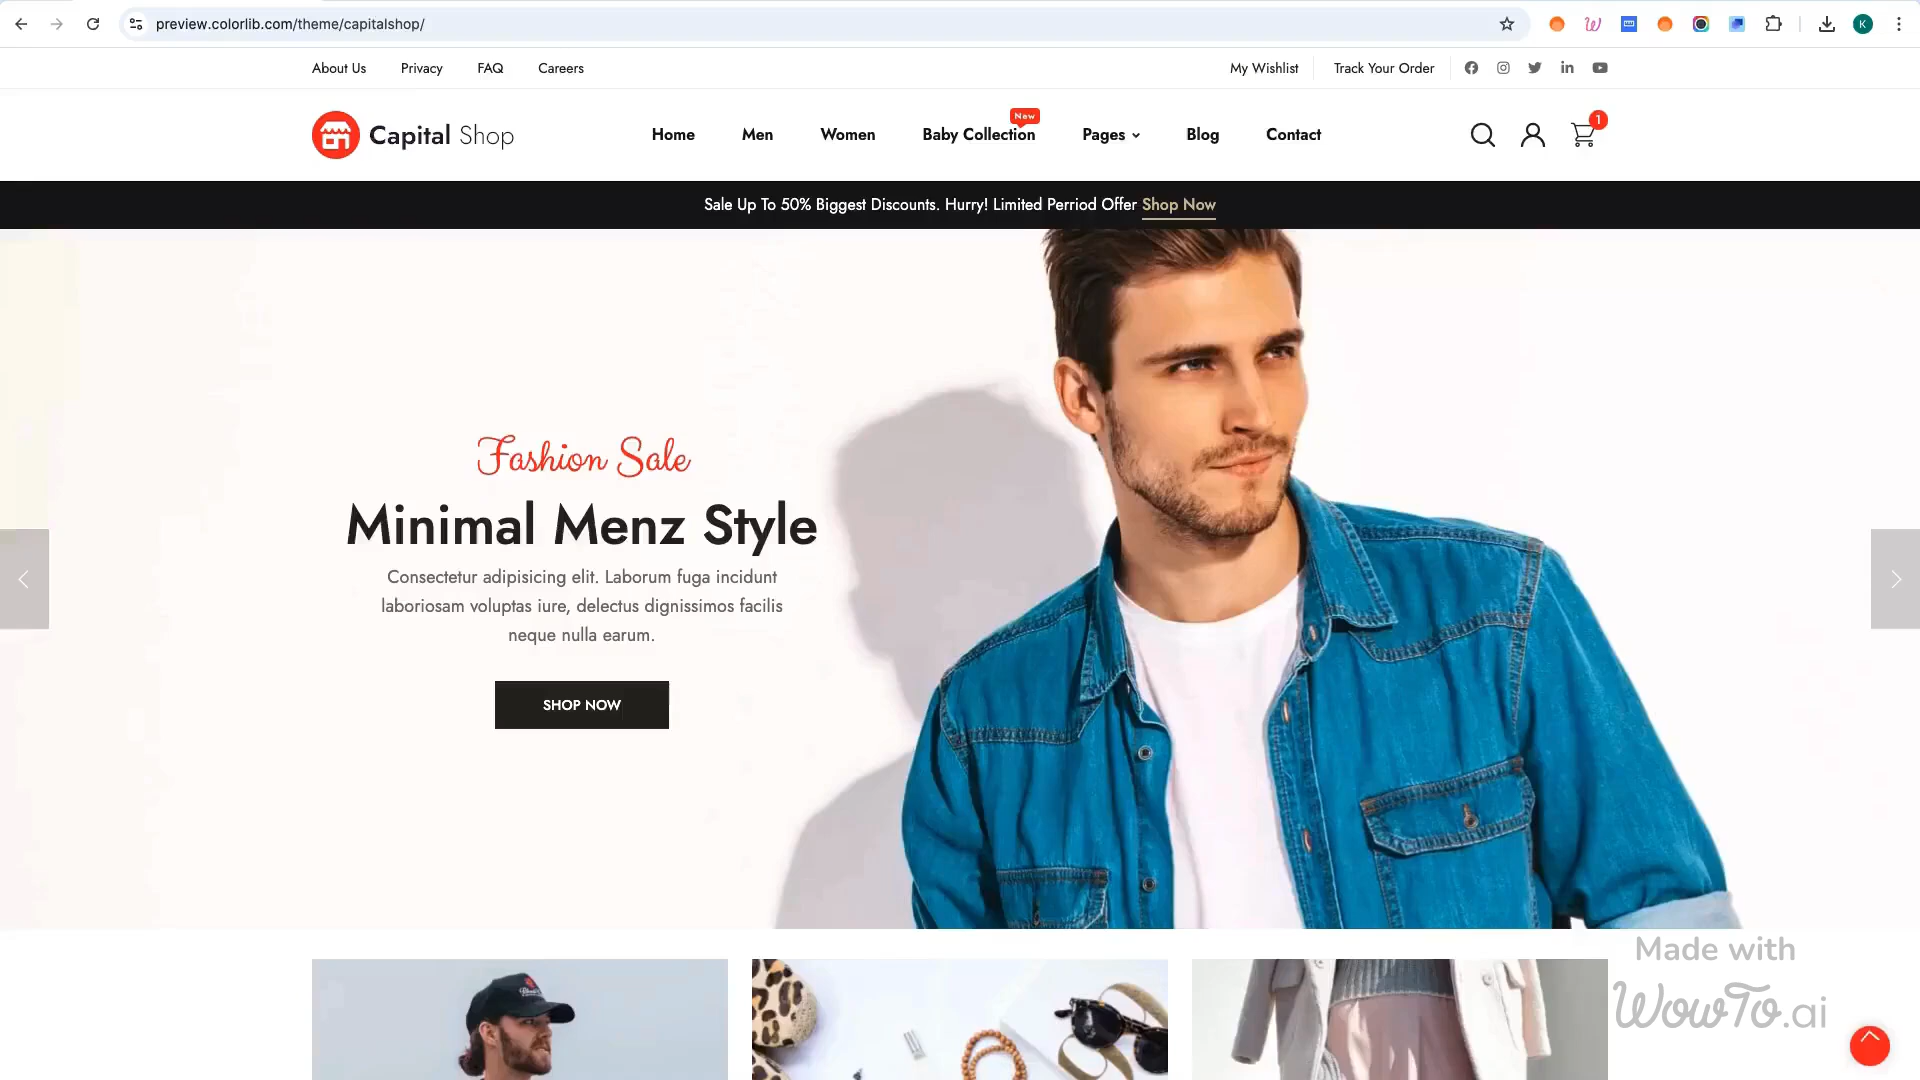 preview.colorlib.com/theme/capitalshop/
K
About Us Privacy FAQ Careers My Wishlist Track Your Order
Capital Shop Home Men Women Baby Collection New Pages Blog Contact 1
Sale Up To 50% Biggest Discounts. Hurry! Limited Perriod Offer Shop Now
Fashion Sale
Minimal Menz Style
Consectetur adipisicing elit. Laborum fuga incidunt
laboriosam voluptas iure, delectus dignissimos facilis
neque nulla earum.
SHOP NOW
Made with
WowTo.ai